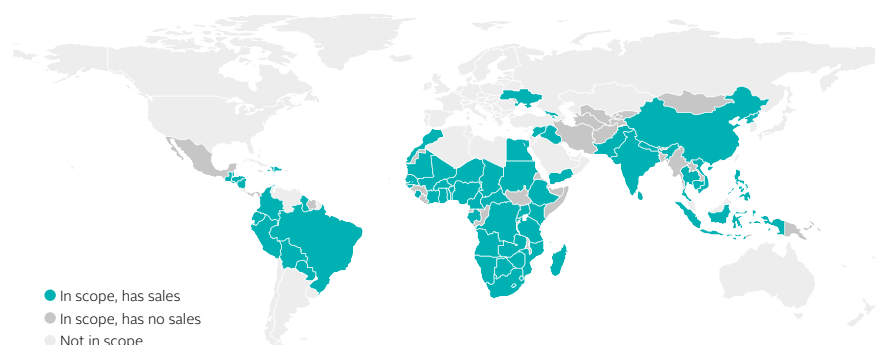 In scope, has sales
In scope, has no sales
Not in scope